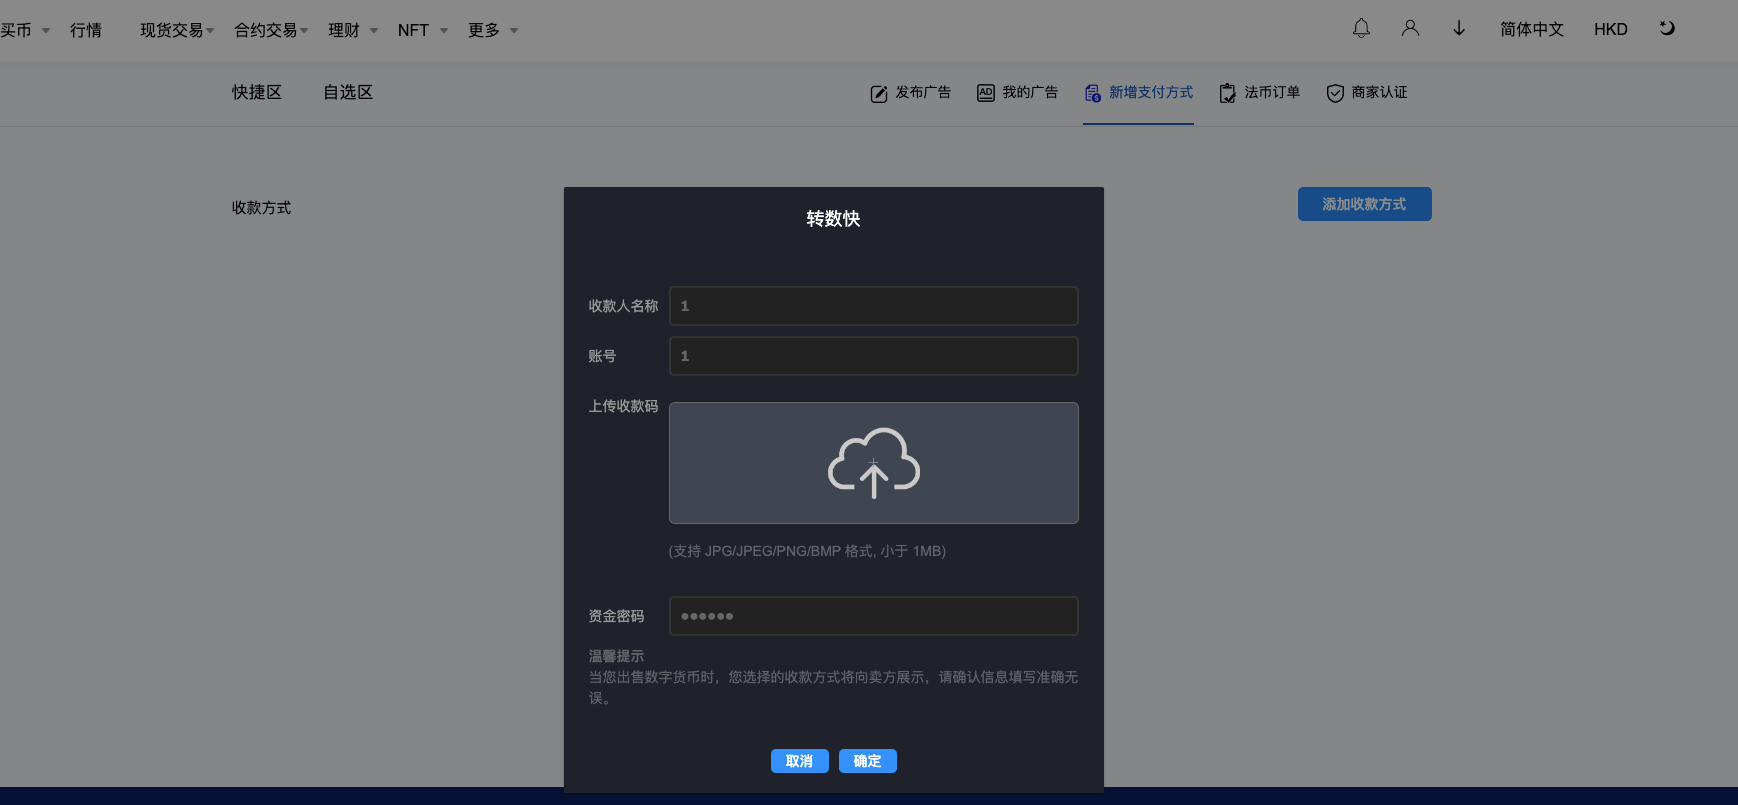 买币 行情 现货交易 合约交易 理财 NFT 更多 简体中文 HKD
快捷区 自选区 发布广告 AD 我的广告 新增支付方式 法币订单 商家认证
收款方式 添加收款方式
转数快
收款人名称 1
账号 1
上传收款码
(支持 JPG/JPEG/PNG/BMP 格式, 小于 1MB)
资金密码 ●●●●●●
温馨提示
当您出售数字货币时，您选择的收款方式将向卖方展示，请确认信息填写准确无
误。
取消 确定